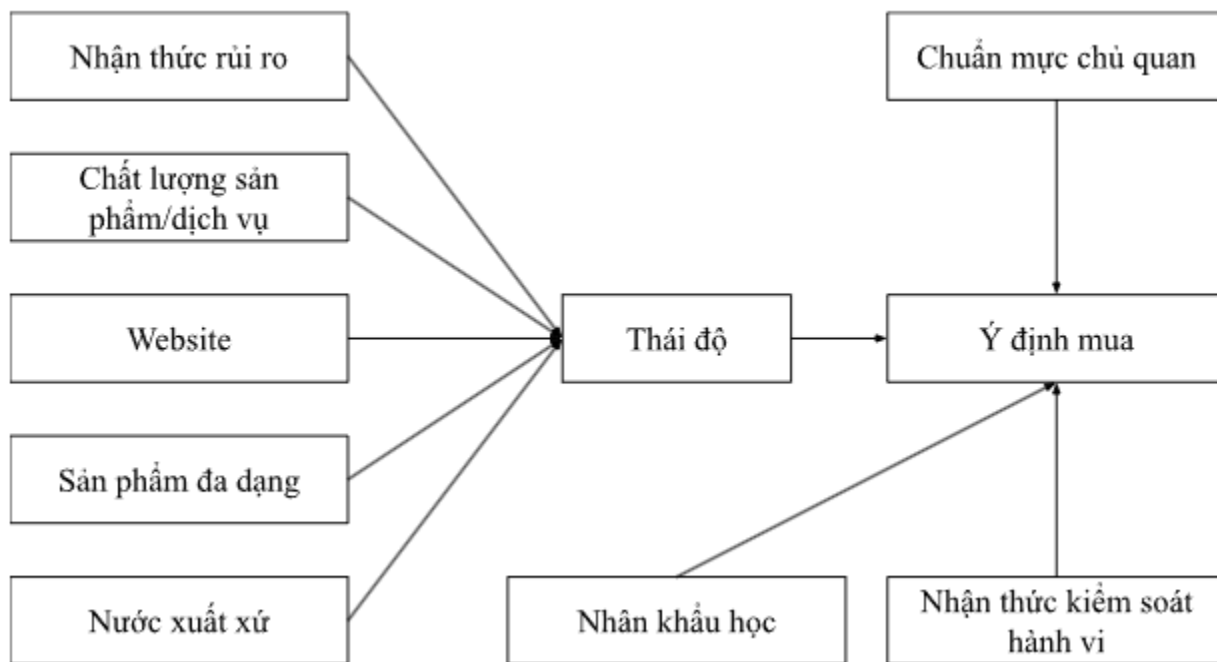 Nhận thức rủi ro
Chuẩn mực chủ quan
Chất lượng sản
phẩm/dịch vụ
Website
Thái độ
Ý định mua
Sản phẩm đa dạng
Nước xuất xứ
Nhân khẩu học
Nhận thức kiểm soát
hành vi